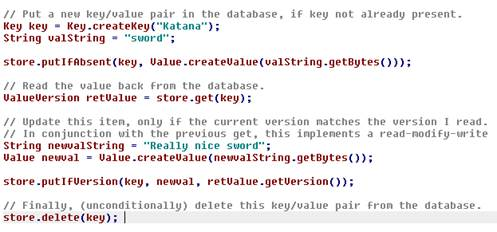 // Put a new key/value pair in the database, if key not already present.
Key key = Key.createKey("Katana");
String valString = "sword";
store.putIfAbsent(key, Value.createValue(valString.getBytes()));
// Read the value back from the database.
ValueVersion retValue = store.get(key);
// Update this item, only if the current version matches the version I read.
// In conjunction with the previous get, this implements a read-modify-write
String newvalString = "Really nice sword";
Value newval = Value.createValue(newvalString.getBytes());
store.putIfVersion(key, newval, retValue.getVersion());
// Finally, (unconditionally) delete this key/value pair from the database.
store.delete(key);